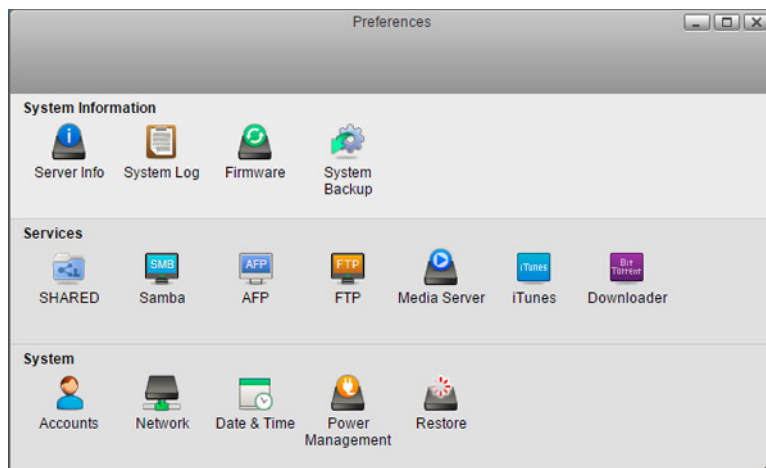 Preferences
System Information
Server Info
System Log
Firmware
System
Backup
Services
SMB
AFP
FTP
iTunes
Bit
Torrent
SHARED
Samba
AFP
FTP
Media Server
iTunes
Downloader
System
Accounts
Network
Date & Time
Power
Management
Restore